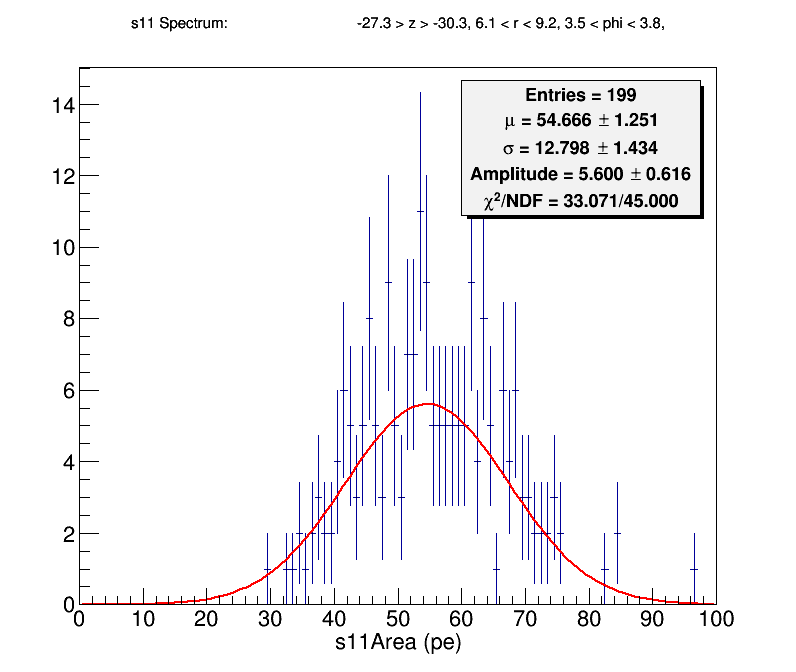 s11 Spectrum: -27.3 > z > -30.3, 6.1 < r < 9.2, 3.5 < phi < 3.8,
Entries = 199
μ = 54.666 ± 1.251
σ = 12.798 ± 1.434
Amplitude = 5.600 ± 0.616
χ²/NDF = 33.071/45.000
14
12
10
8
6
4
2
0
0 10 20 30 40 50 60 70 80 90 100
s11Area (pe)